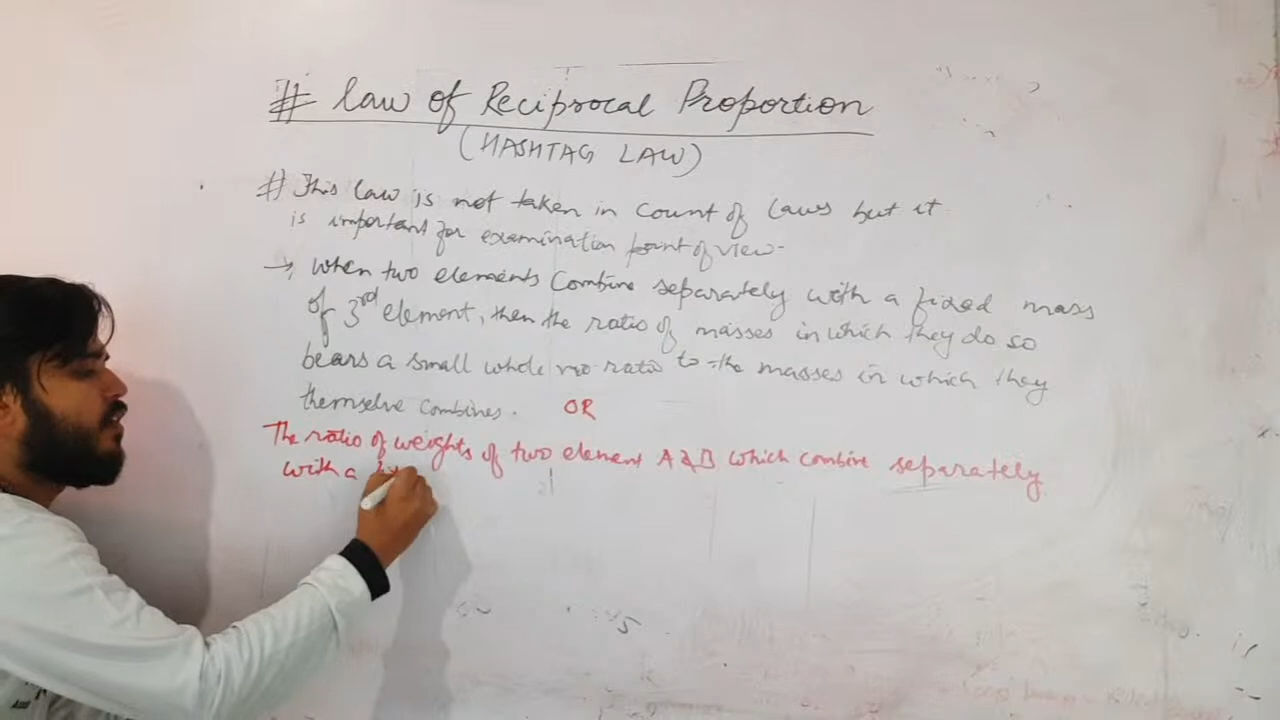 # Law of Reciprocal Proportion
(HASHTAG LAW)
# This law is not taken in count of laws but it
is important for examination point of view-
→ When two elements combine separately with a fixed mass
of 3rd element, then the ratio of masses in which they do so
bears a small whole no ratio to the masses in which they
themselve combines. OR
The ratio of weights of two element A & B which combine separately
with a